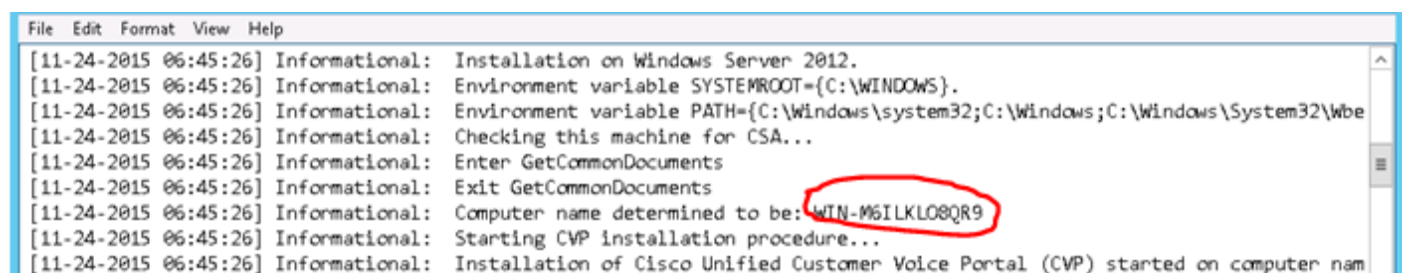 File Edit Format View Help
[11-24-2015 06:45:26] Informational: Installation on Windows Server 2012.
[11-24-2015 06:45:26] Informational: Environment variable SYSTEMROOT={C:\WINDOWS}.
[11-24-2015 06:45:26] Informational: Environment variable PATH={C:\Windows\system32;C:\Windows;C:\Windows\System32\Wbe
[11-24-2015 06:45:26] Informational: Checking this machine for CSA...
[11-24-2015 06:45:26] Informational: Enter GetCommonDocuments
[11-24-2015 06:45:26] Informational: Exit GetCommonDocuments
[11-24-2015 06:45:26] Informational: Computer name determined to be: WIN-M6ILKLO8QR9
[11-24-2015 06:45:26] Informational: Starting CVP installation procedure...
[11-24-2015 06:45:26] Informational: Installation of Cisco Unified Customer Voice Portal (CVP) started on computer nam